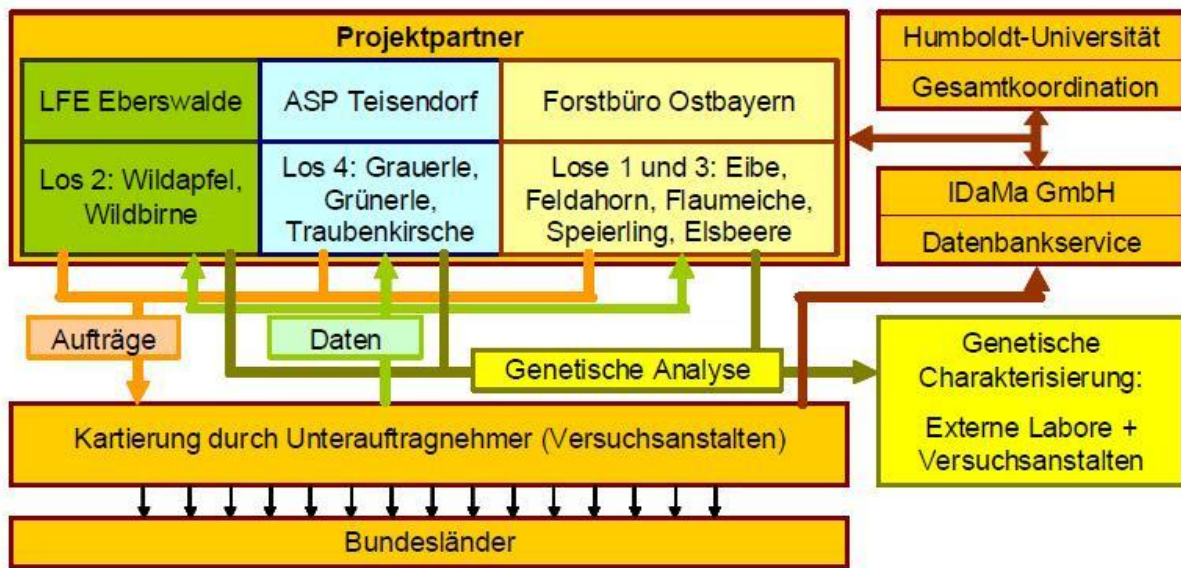 Projektpartner
LFE Eberswalde
ASP Teisendorf
Forstbüro Ostbayern
Los 2: Wildapfel,
Wildbirne
Los 4: Grauerle,
Grünerle,
Traubenkirsche
Lose 1 und 3: Eibe,
Feldahorn, Flaumeiche,
Speierling, Elsbeere
Humboldt-Universität
Gesamtkoordination
IDaMa GmbH
Datenbankservice
Aufträge
Daten
Genetische Analyse
Genetische
Charakterisierung:
Externe Labore +
Versuchsanstalten
Kartierung durch Unterauftragnehmer (Versuchsanstalten)
Bundesländer